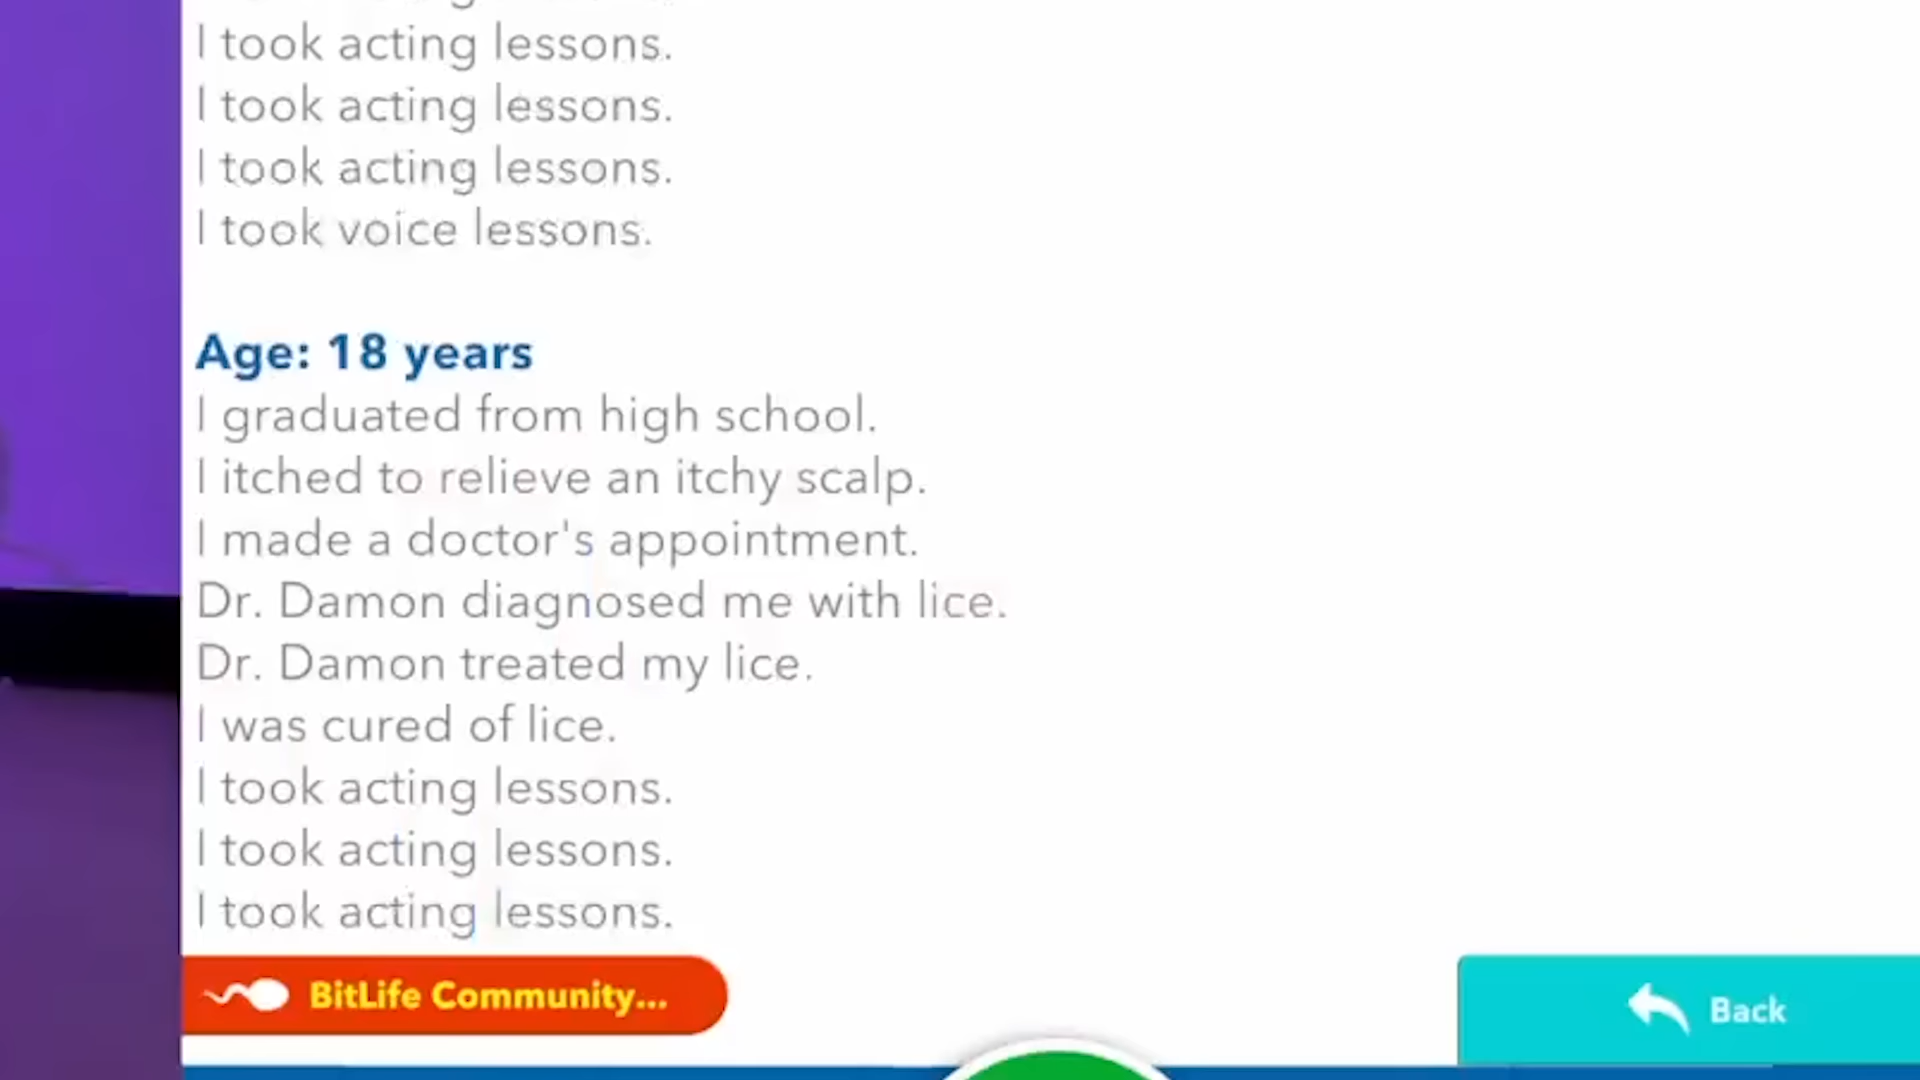 I took acting lessons.
I took acting lessons.
I took acting lessons.
I took voice lessons.
Age: 18 years
I graduated from high school.
I itched to relieve an itchy scalp.
I made a doctor's appointment.
Dr. Damon diagnosed me with lice.
Dr. Damon treated my lice.
I was cured of lice.
I took acting lessons.
I took acting lessons.
I took acting lessons.
BitLife Community...
Back